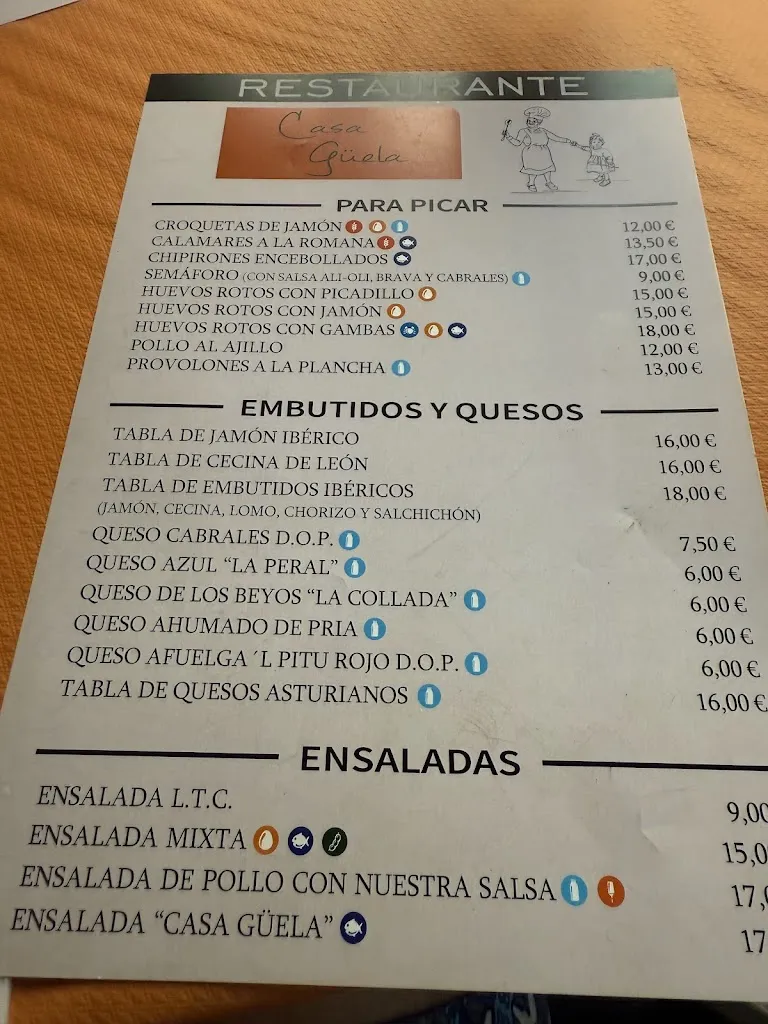 RESTAURANTE
Casa
Güela
PARA PICAR
CROQUETAS DE JAMÓN 12,00 €
CALAMARES A LA ROMANA 13,50 €
CHIPIRONES ENCEBOLLADOS 17,00 €
SEMÁFORO (CON SALSA ALI-OLI, BRAVA Y CABRALES) 9,00 €
HUEVOS ROTOS CON PICADILLO 15,00 €
HUEVOS ROTOS CON JAMÓN 15,00 €
HUEVOS ROTOS CON GAMBAS 18,00 €
POLLO AL AJILLO 12,00 €
PROVOLONES A LA PLANCHA 13,00 €
EMBUTIDOS Y QUESOS
TABLA DE JAMÓN IBÉRICO 16,00 €
TABLA DE CECINA DE LEÓN 16,00 €
TABLA DE EMBUTIDOS IBÉRICOS 18,00 €
(JAMÓN, CECINA, LOMO, CHORIZO Y SALCHICHÓN)
QUESO CABRALES D.O.P. 7,50 €
QUESO AZUL “LA PERAL” 6,00 €
QUESO DE LOS BEYOS “LA COLLADA” 6,00 €
QUESO AHUMADO DE PRIA 6,00 €
QUESO AFUELGA´L PITU ROJO D.O.P. 6,00 €
TABLA DE QUESOS ASTURIANOS 16,00 €
ENSALADAS
ENSALADA L.T.C. 9,00
ENSALADA MIXTA 15,0
ENSALADA DE POLLO CON NUESTRA SALSA 17,
ENSALADA “CASA GÜELA” 17